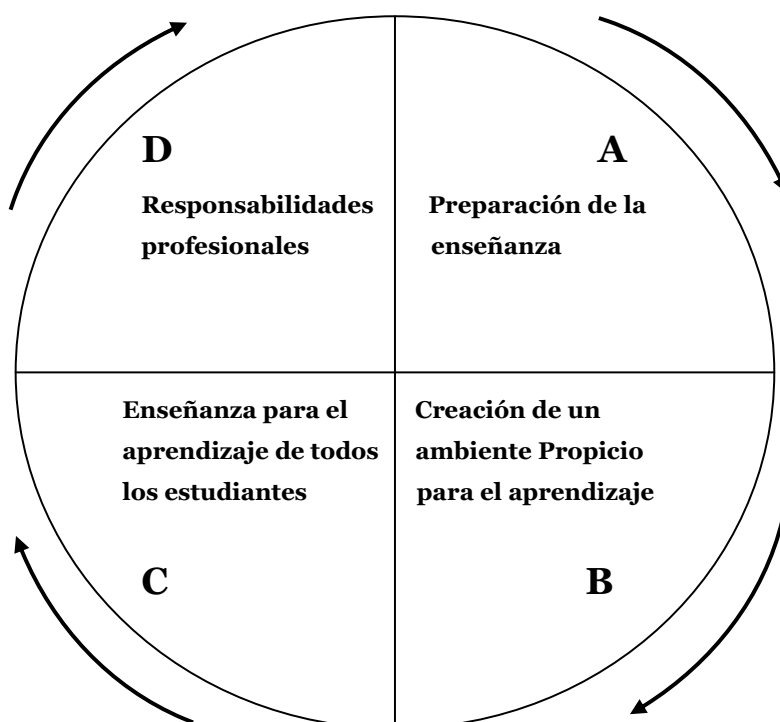 D
Responsabilidades
profesionales
A
Preparación de la
enseñanza
Enseñanza para el
aprendizaje de todos
los estudiantes
C
Creación de un
ambiente Propicio
para el aprendizaje
B